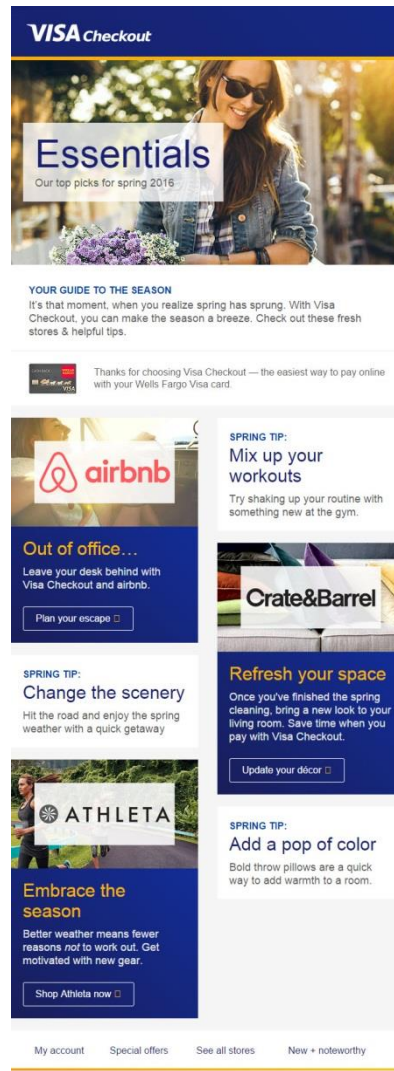 VISA Checkout
Essentials
Our top picks for spring 2016
YOUR GUIDE TO THE SEASON
It's that moment, when you realize spring has sprung. With Visa
Checkout, you can make the season a breeze. Check out these fresh
stores & helpful tips.
Thanks for choosing Visa Checkout — the easiest way to pay online
with your Wells Fargo Visa card.
VISA
airbnb
Out of office…
Leave your desk behind with
Visa Checkout and airbnb.
Plan your escape
SPRING TIP:
Change the scenery
Hit the road and enjoy the spring
weather with a quick getaway
ATHLETA
Embrace the
season
Better weather means fewer
reasons not to work out. Get
motivated with new gear.
Shop Athleta now
SPRING TIP:
Mix up your
workouts
Try shaking up your routine with
something new at the gym.
Crate&Barrel
Refresh your space
Once you've finished the spring
cleaning, bring a new look to your
living room. Save time when you
pay with Visa Checkout.
Update your décor
SPRING TIP:
Add a pop of color
Bold throw pillows are a quick
way to add warmth to a room.
My account Special offers See all stores New + noteworthy